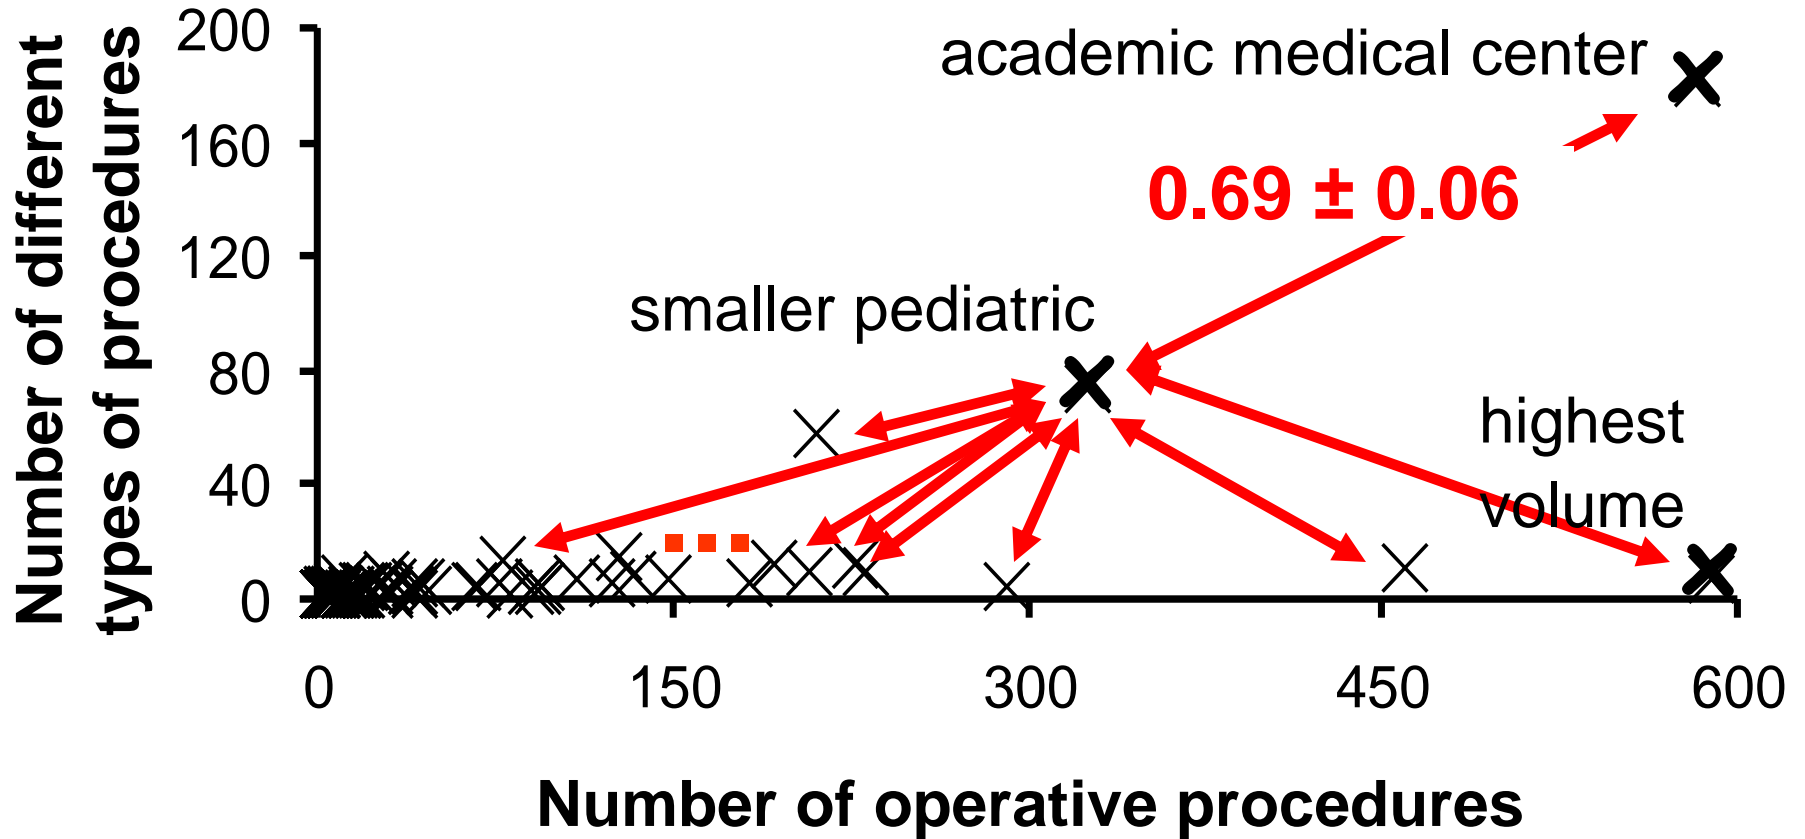 Number of different
types of procedures
200
160
120
80
40
0
academic medical center
0.69 ± 0.06
smaller pediatric
highest
volume
0 150 300 450 600
Number of operative procedures